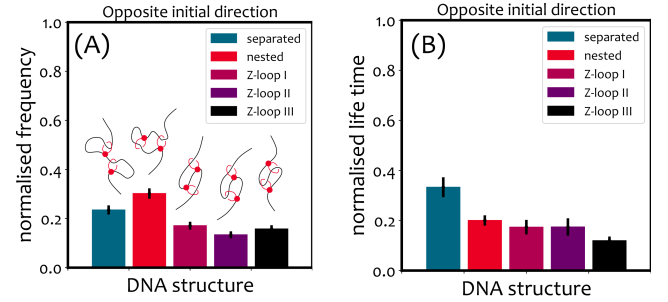 Opposite initial direction
(A)
normalised frequency
1.0
0.8
0.6
0.4
0.2
0.0
separated
nested
Z-loop I
Z-loop II
Z-loop III
DNA structure
Opposite initial direction
(B)
normalised life time
1.0
0.8
0.6
0.4
0.2
0.0
separated
nested
Z-loop I
Z-loop II
Z-loop III
DNA structure